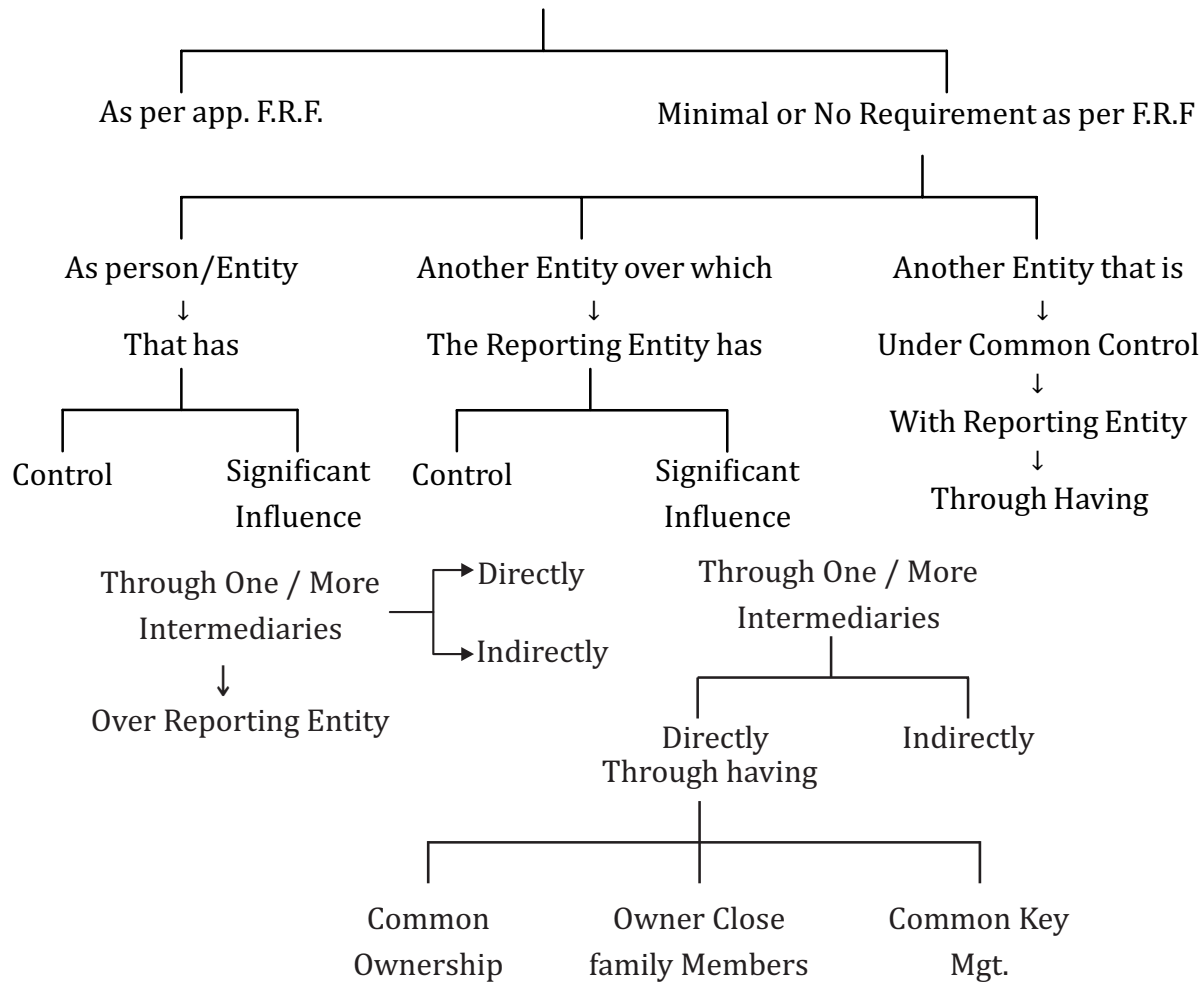 As per app. F.R.F.
Minimal or No Requirement as per F.R.F
As person/Entity
Another Entity over which
Another Entity that is
↓
↓
↓
That has
The Reporting Entity has
Under Common Control
↓
With Reporting Entity
↓
Through Having
Control
Significant
Influence
Control
Significant
Influence
Through One / More
Intermediaries
Directly
Indirectly
↓
Over Reporting Entity
Through One / More
Intermediaries
Directly
Through having
Indirectly
Common
Ownership
Owner Close
family Members
Common Key
Mgt.